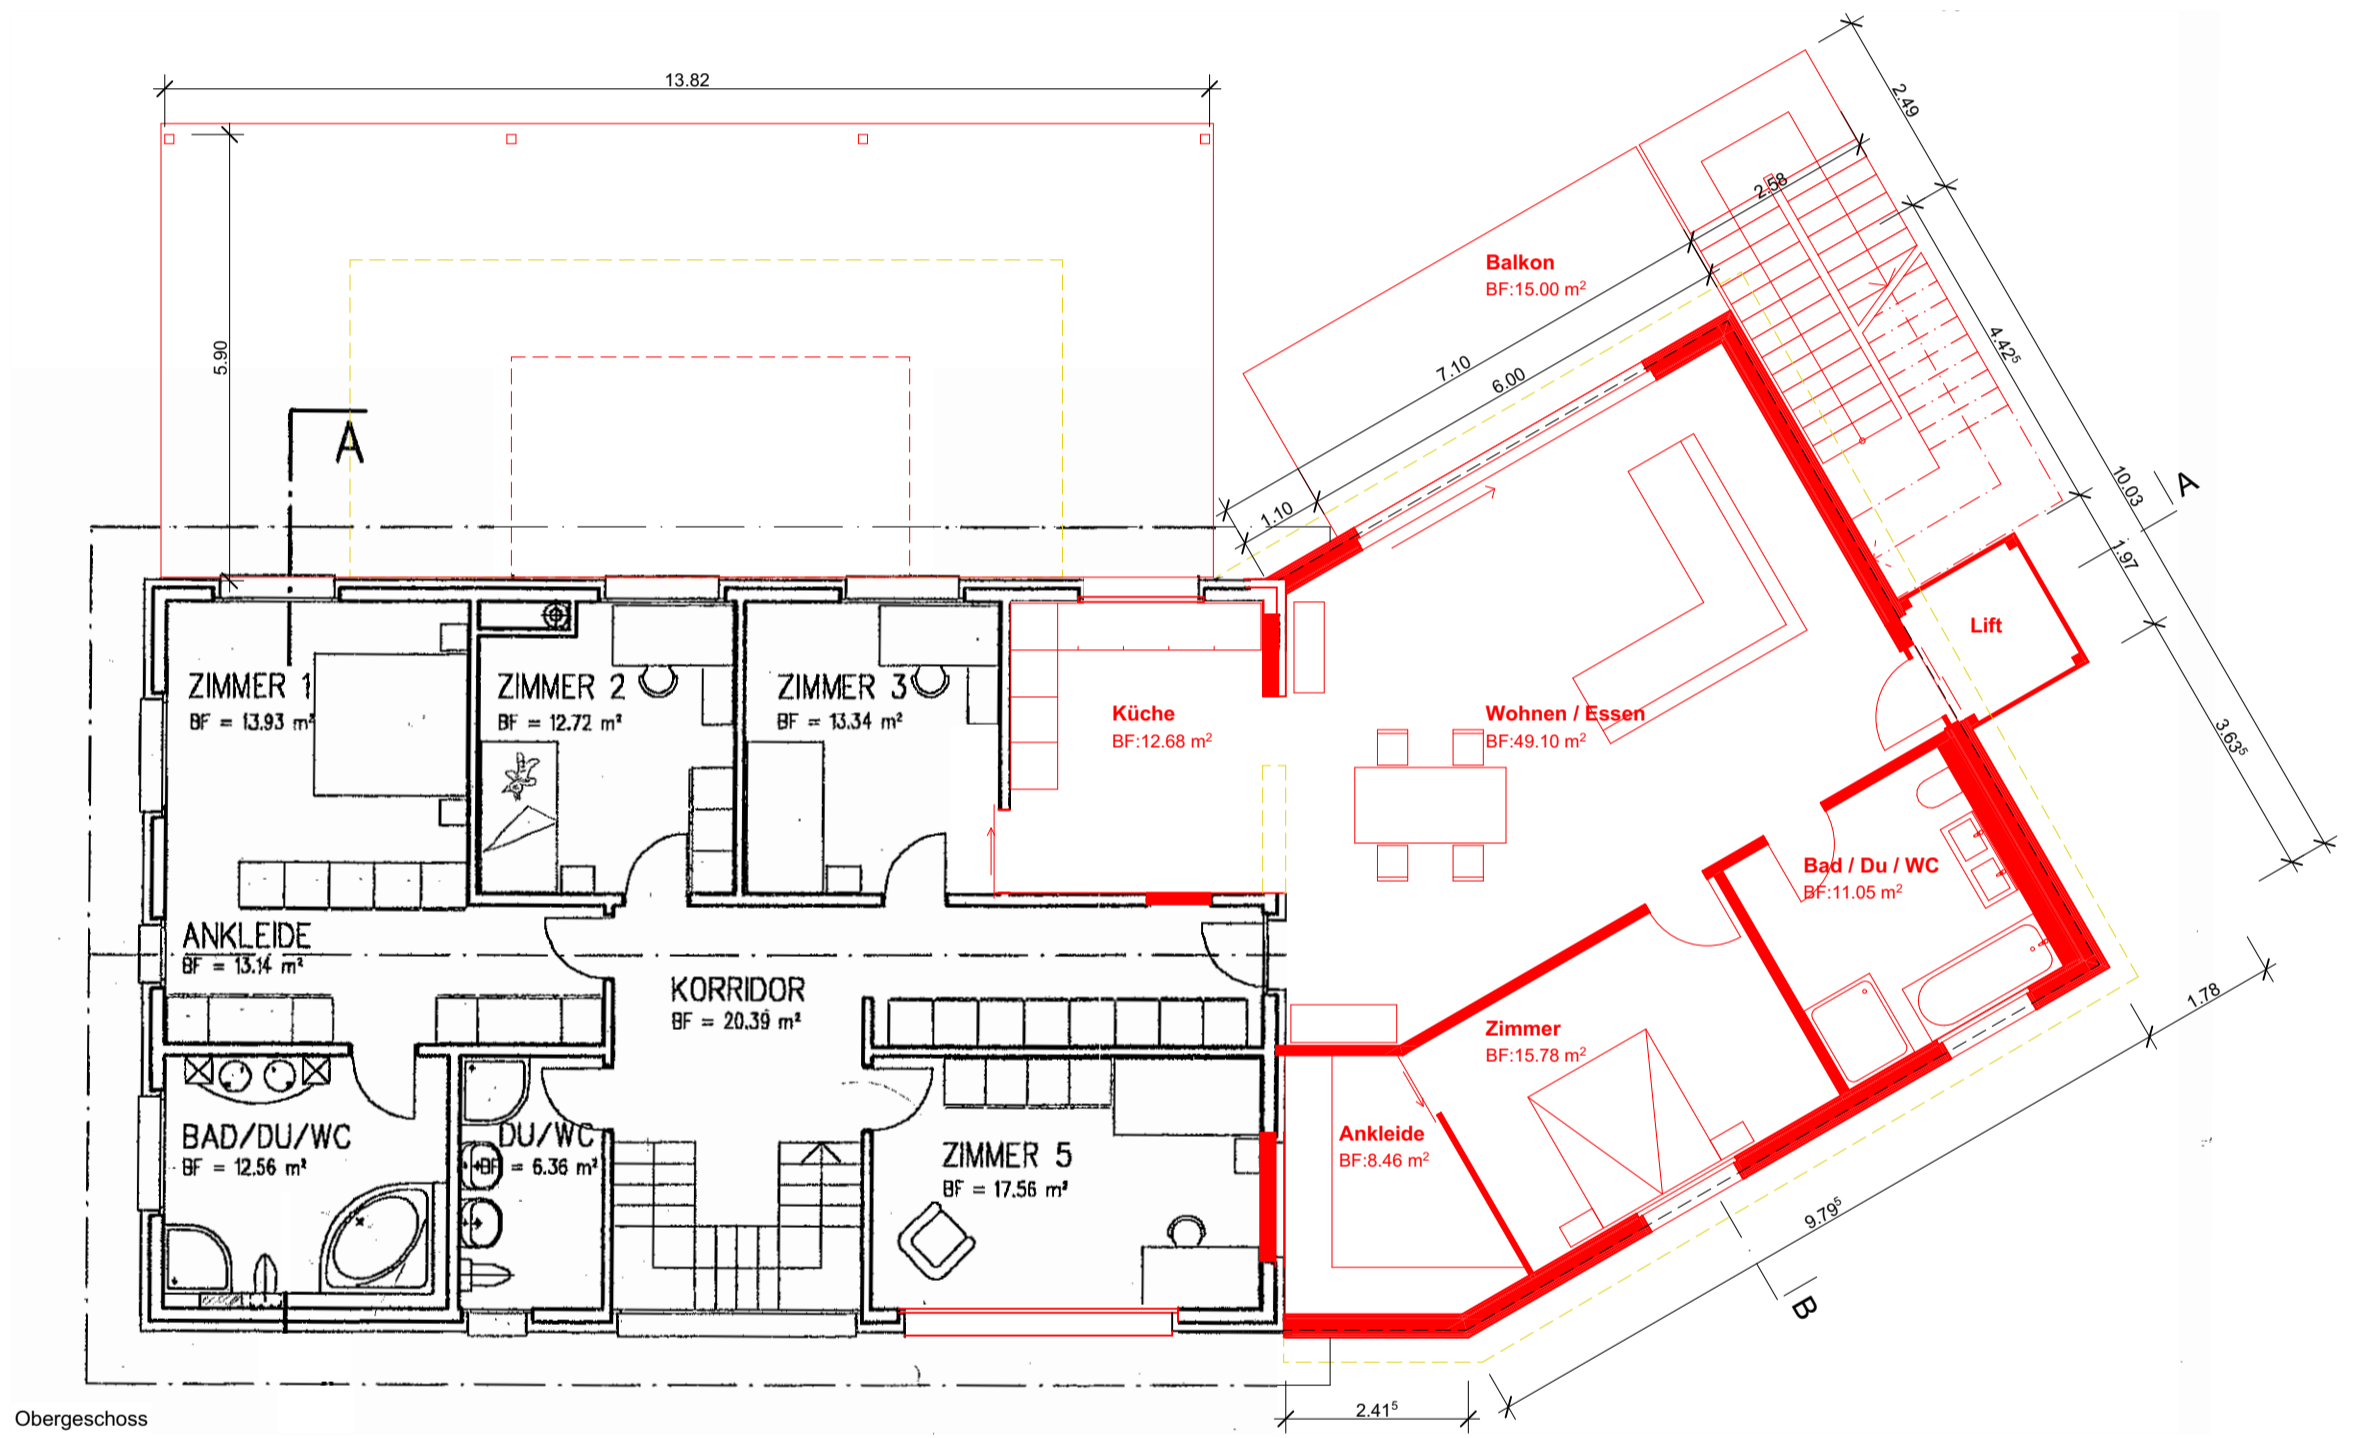 13.82
2.49
2.58
5.90
A
Balkon
BF:15.00 m²
7.10
6.00
4.42⁵
10.03
A
1.10
1.97
Lift
ZIMMER 1
BF = 13.93 m²
ZIMMER 2
BF = 12.72 m²
ZIMMER 3
BF = 13.34 m²
Küche
BF:12.68 m²
Wohnen / Essen
BF:49.10 m²
3.63⁵
Bad / Du / WC
BF:11.05 m²
ANKLEIDE
BF = 13.14 m²
KORRIDOR
BF = 20.39 m²
1.78
Zimmer
BF:15.78 m²
BAD/DU/WC
BF = 12.56 m²
DU/WC
BF = 6.36 m²
ZIMMER 5
BF = 17.56 m²
Ankleide
BF:8.46 m²
9.79⁵
B
2.41⁵
Obergeschoss